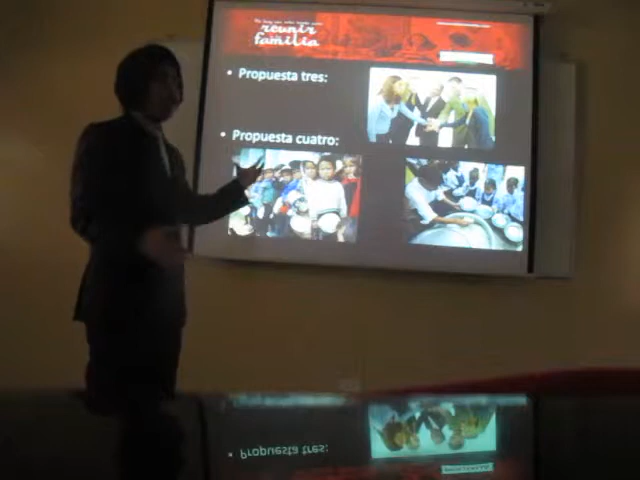 reunir
familia
• Propuesta tres:
• Propuesta cuatro:
• Propuesta tres: